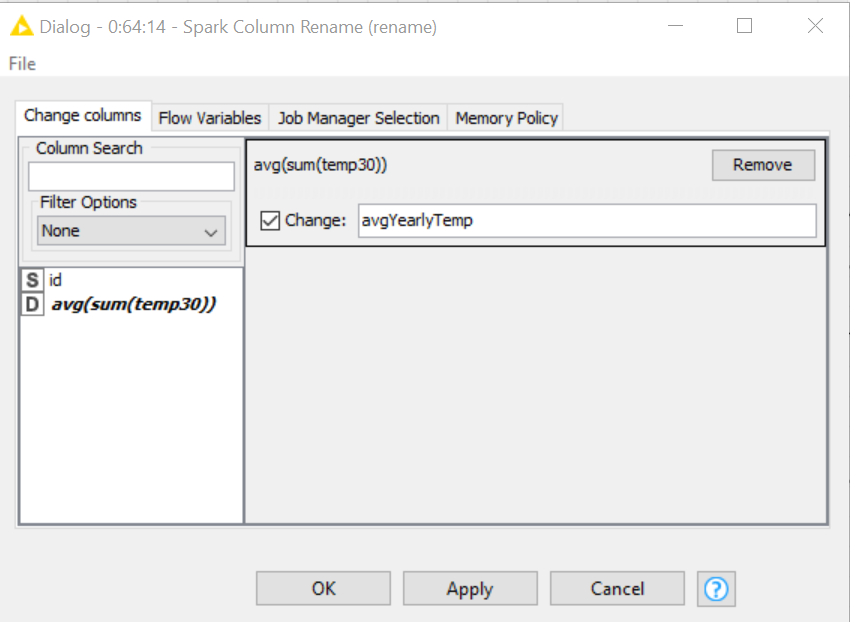 Dialog - 0:64:14 - Spark Column Rename (rename)
File
Change columns Flow Variables Job Manager Selection Memory Policy
Column Search
Filter Options
None
S id
D avg(sum(temp30))
avg(sum(temp30)) Remove
Change: avgYearlyTemp
OK Apply Cancel ?